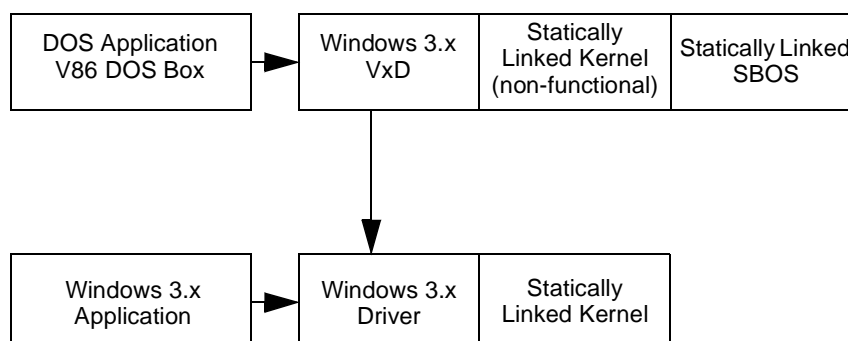 DOS Application
V86 DOS Box
Windows 3.x
VxD
Statically
Linked Kernel
(non-functional)
Statically Linked
SBOS
Windows 3.x
Application
Windows 3.x
Driver
Statically
Linked Kernel